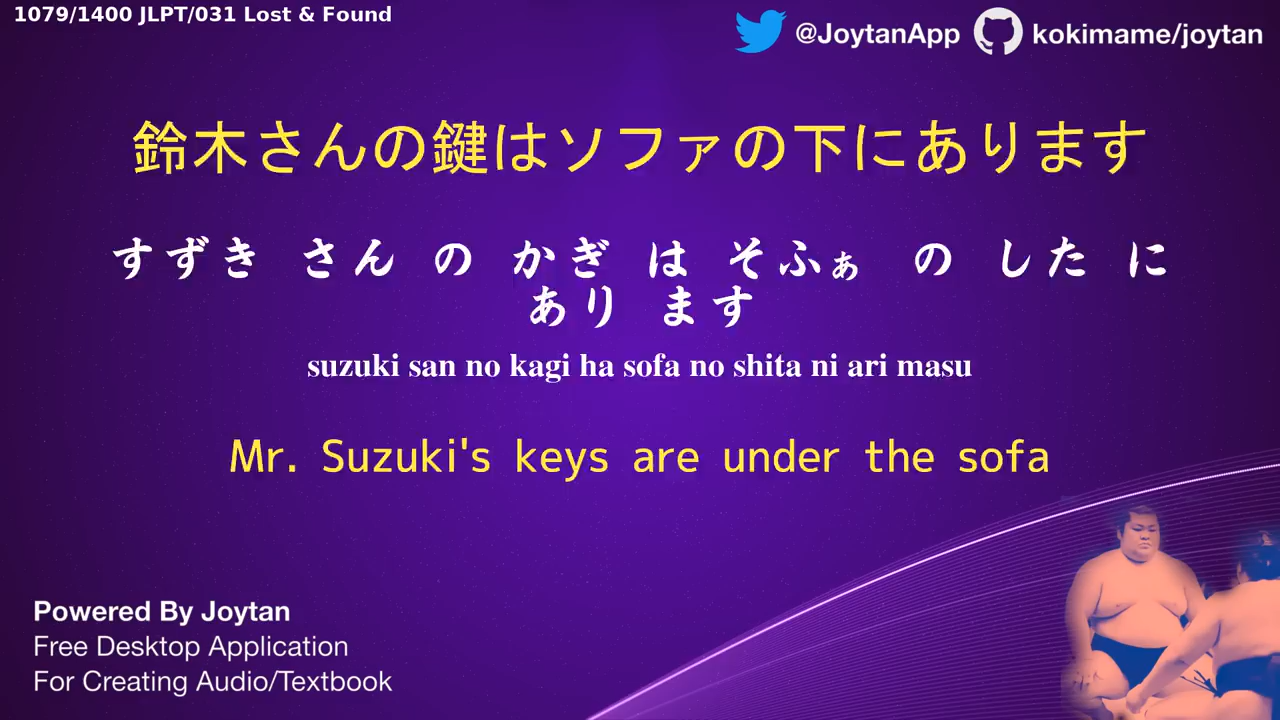 1079/1400 JLPT/031 Lost & Found
@JoytanApp kokimame/joytan
鈴木さんの鍵はソファの下にあります
すずき さん の かぎ は そふぁ の した に
あり ます
suzuki san no kagi ha sofa no shita ni ari masu
Mr. Suzuki's keys are under the sofa
Powered By Joytan
Free Desktop Application
For Creating Audio/Textbook